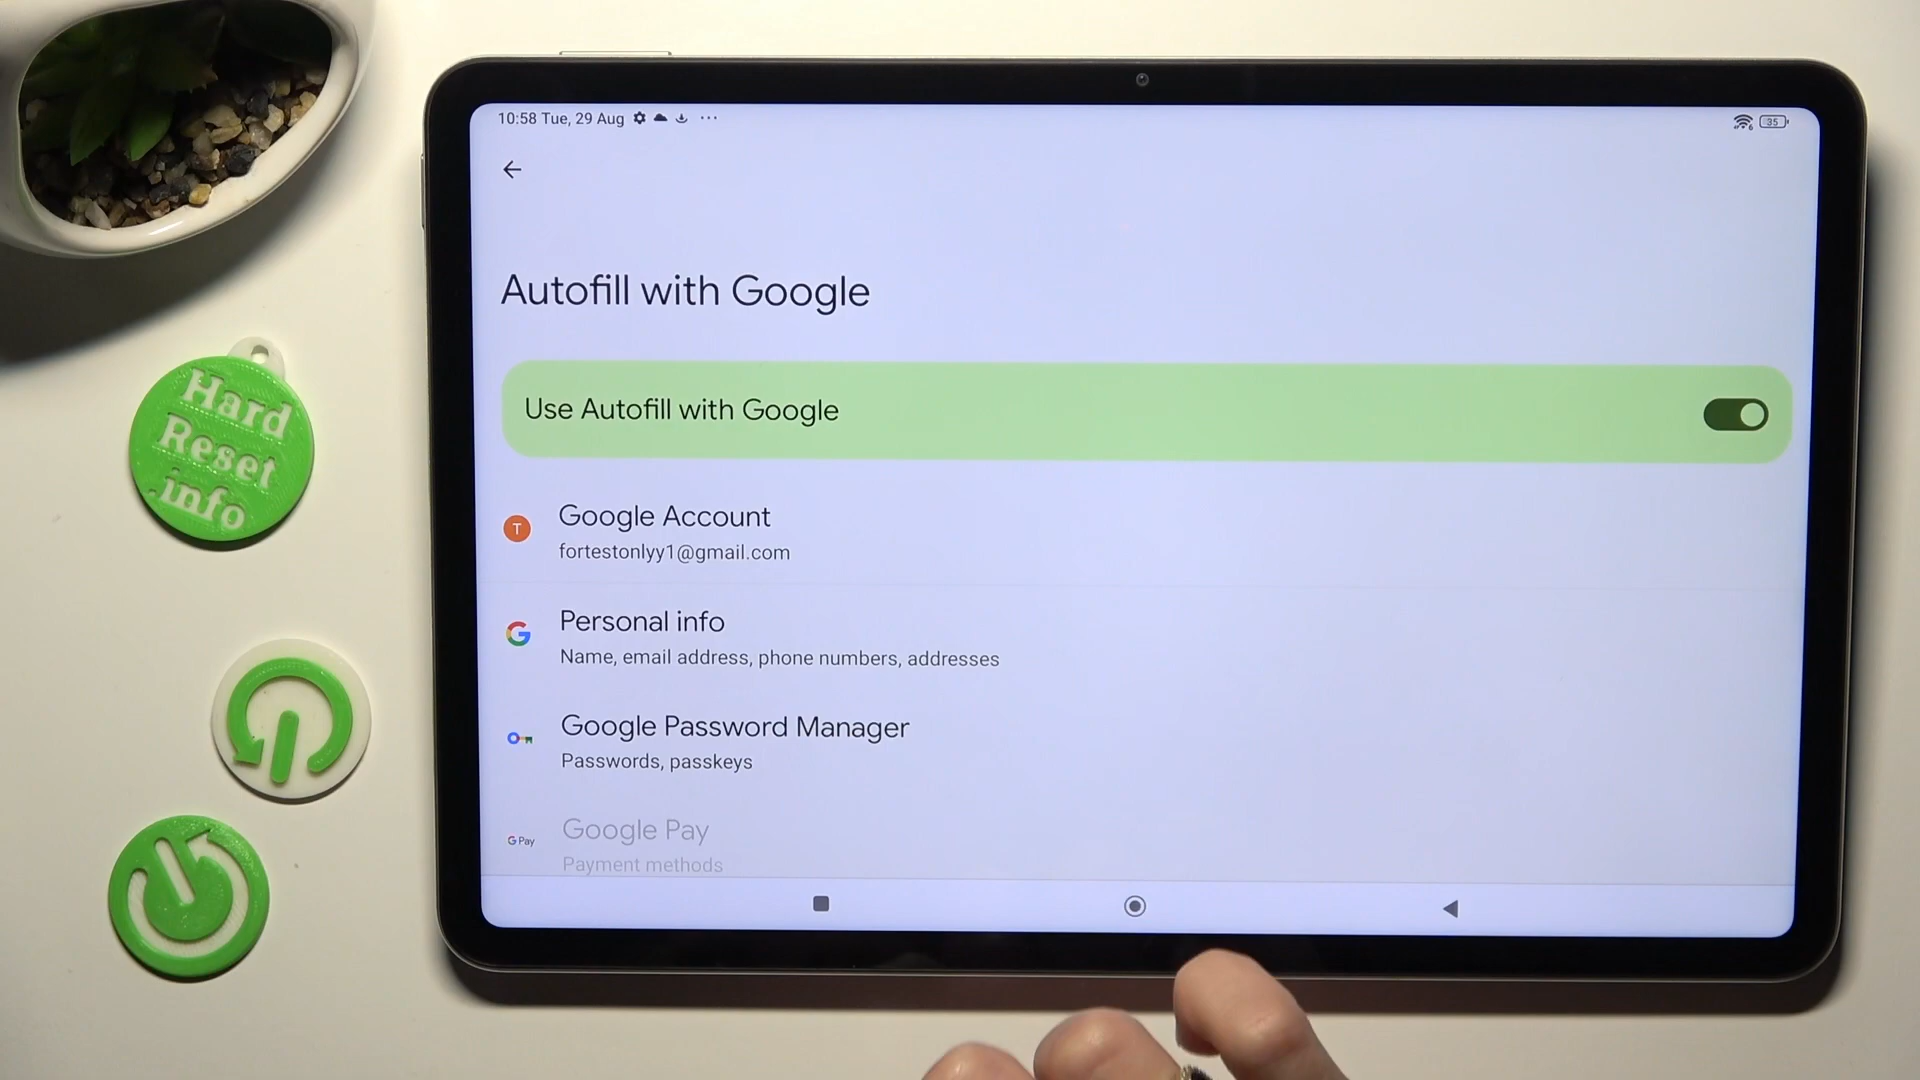 10:58 Tue, 29 Aug
35
Autofill with Google
Use Autofill with Google
T
Google Account
fortestonlyy1@gmail.com
Personal info
Name, email address, phone numbers, addresses
Google Password Manager
Passwords, passkeys
G Pay
Google Pay
Payment methods
Hard
Reset
.info